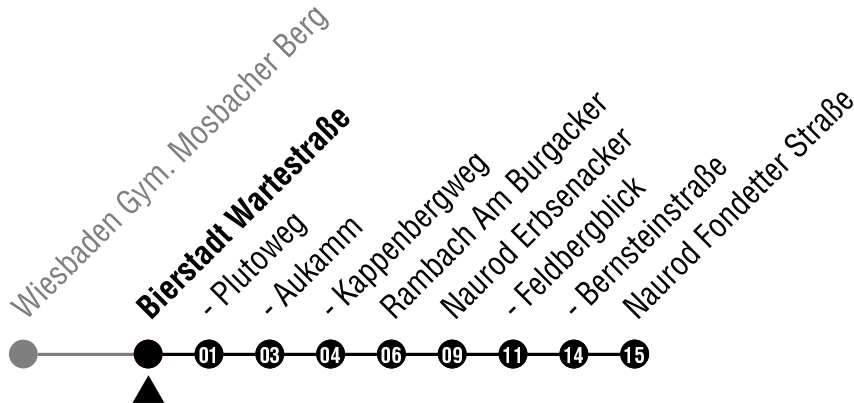 Wiesbaden Gym. Mosbacher Berg
Bierstadt Wartestraße
- Plutoweg
- Aukamm
- Kappenbergweg
Rambach Am Burgacker
Naurod Erbsenacker
- Feldbergblick
- Bernsteinstraße
Naurod Fondetter Straße
01 03 04 06 09 11 14 15